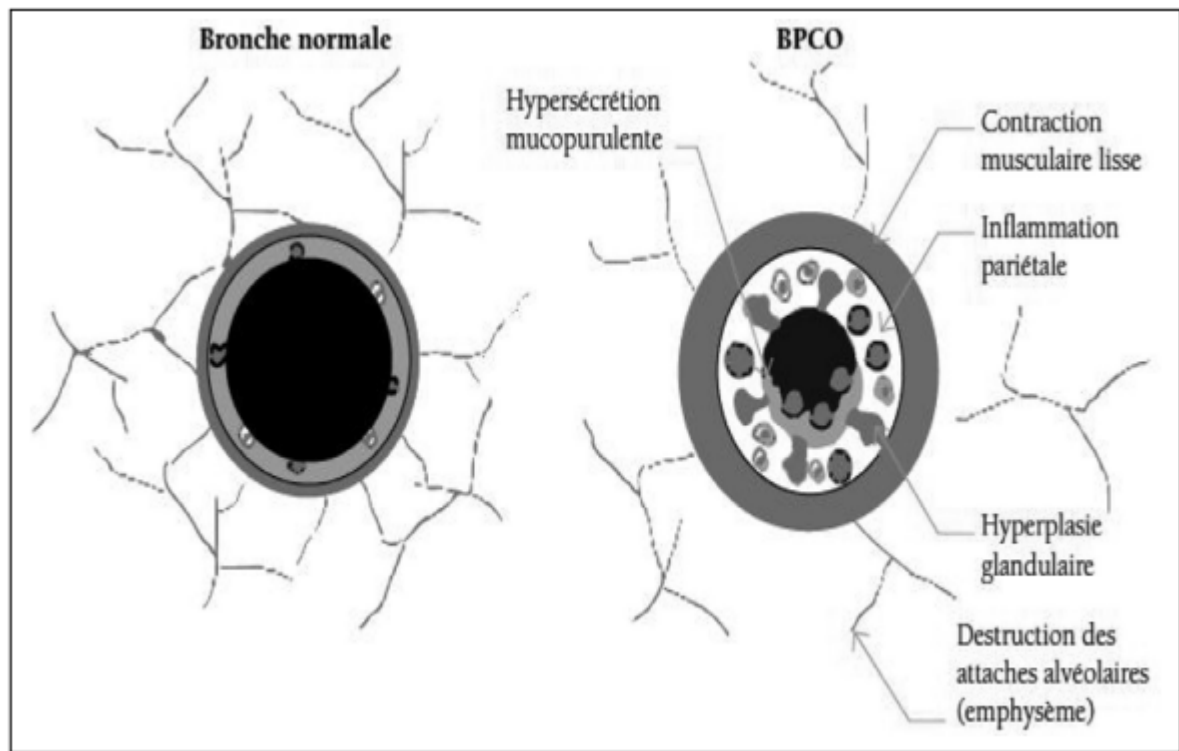 Bronche normale
BPCO
Hypersécrétion
mucopurulente
Contraction
musculaire lisse
Inflammation
pariétale
Hyperplasie
glandulaire
Destruction des
attaches alvéolaires
(emphysème)